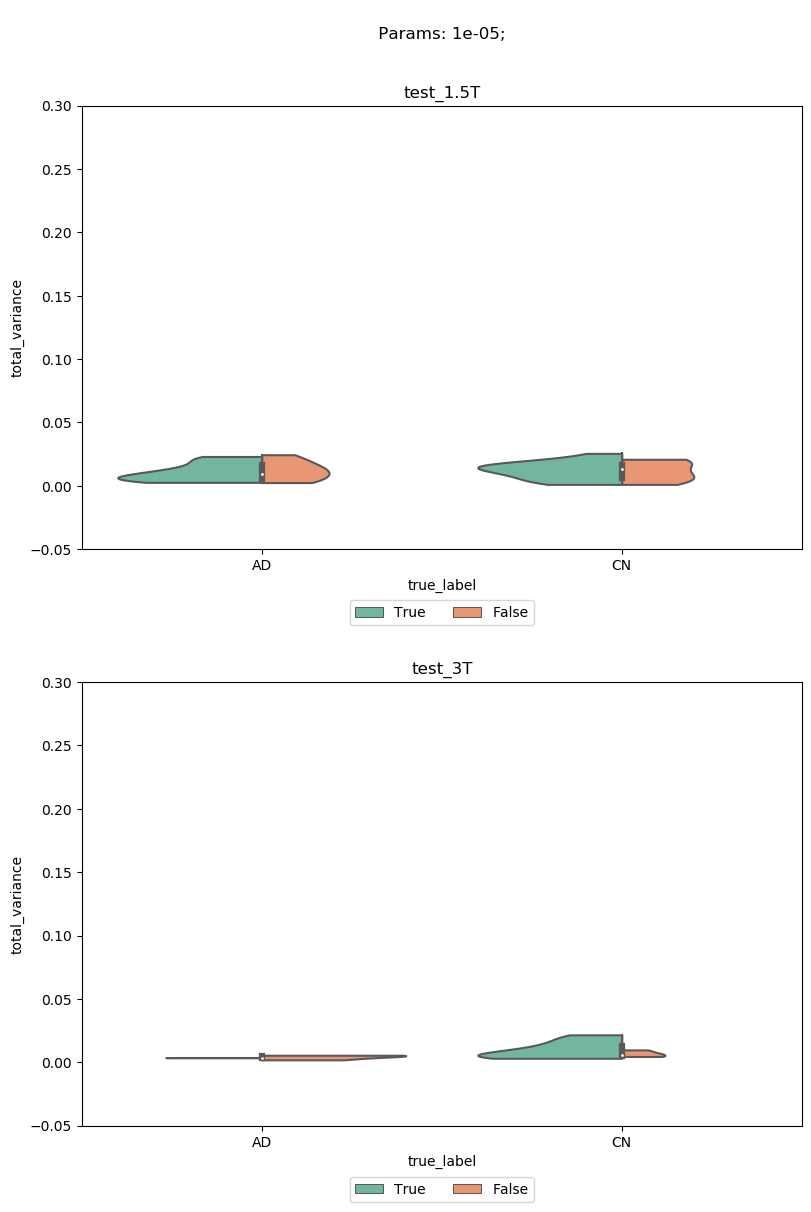 Params: 1e-05;
test_1.5T
0.30
0.25
0.20
0.15
0.10
0.05
0.00
−0.05
total_variance
AD CN
true_label
True False
test_3T
0.30
0.25
0.20
0.15
0.10
0.05
0.00
−0.05
total_variance
AD CN
true_label
True False